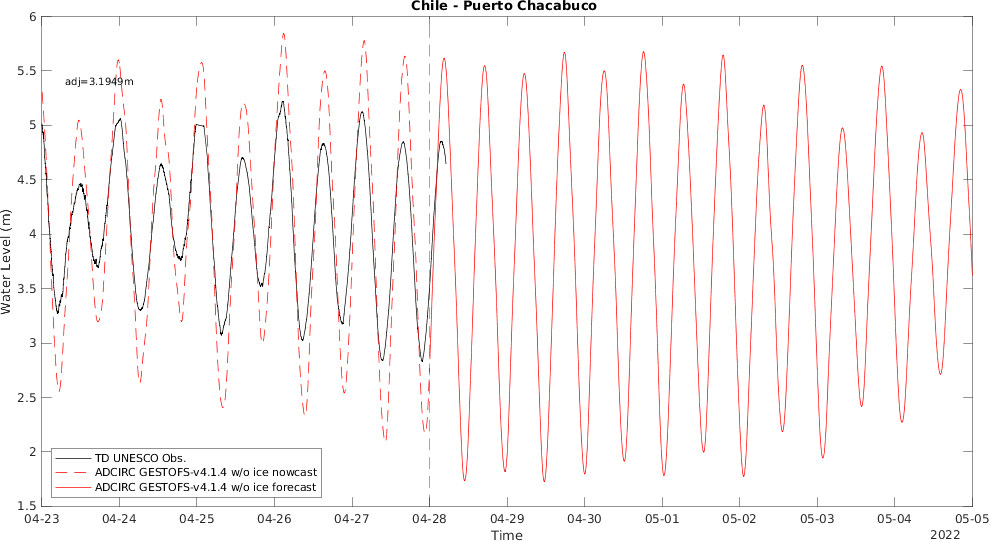 Chile - Puerto Chacabuco
6
5.5
5
4.5
4
3.5
3
2.5
2
1.5
Water Level (m)
adj=3.1949m
TD UNESCO Obs.
ADCIRC GESTOFS-v4.1.4 w/o ice nowcast
ADCIRC GESTOFS-v4.1.4 w/o ice forecast
04-23 04-24 04-25 04-26 04-27 04-28 04-29 04-30 05-01 05-02 05-03 05-04 05-05
Time
2022